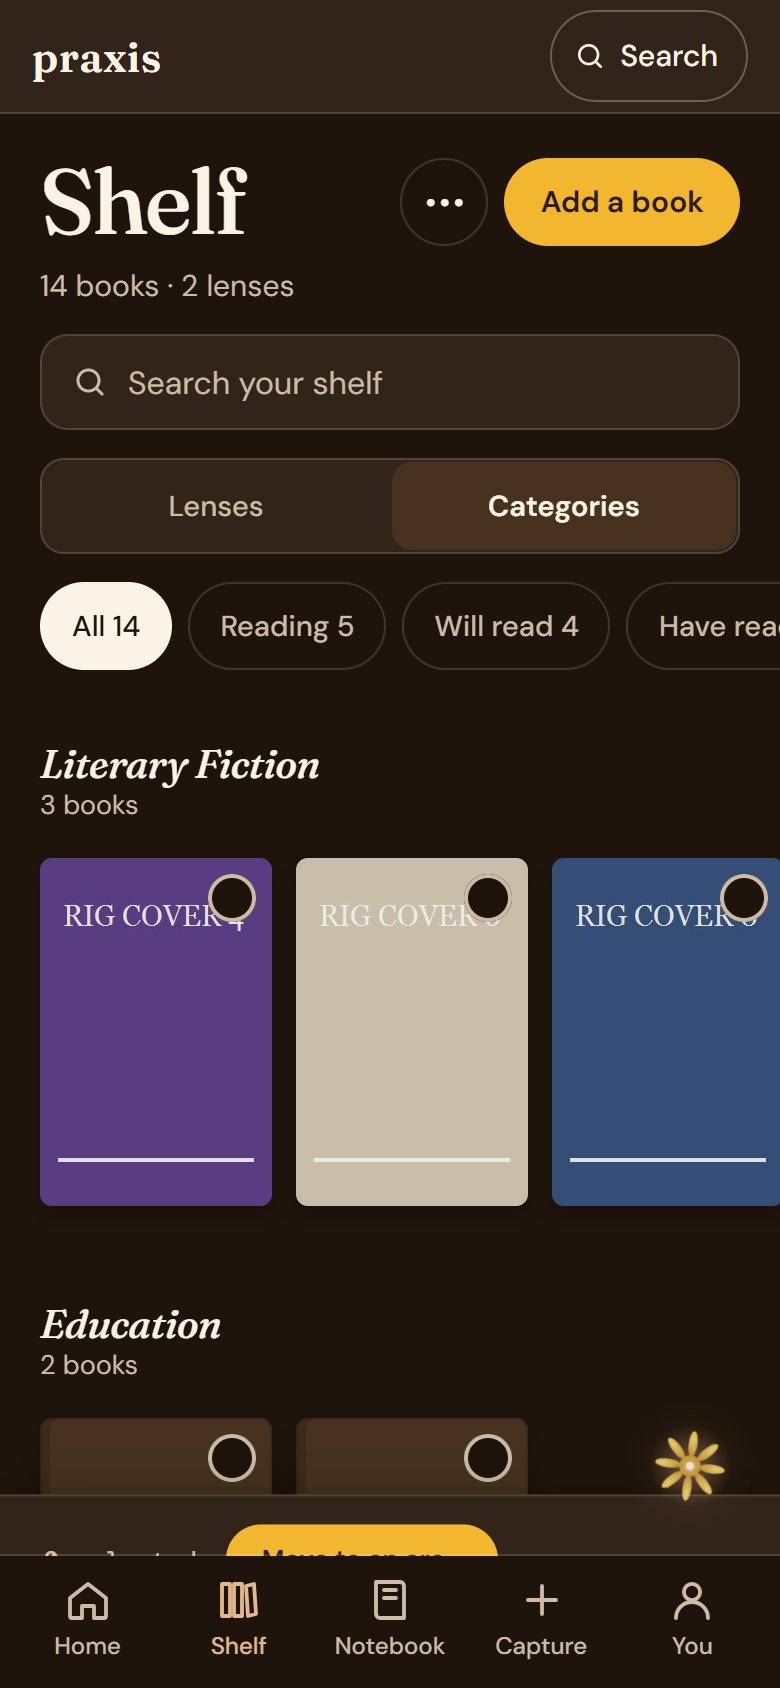 praxis
Search
Shelf
Add a book
14 books · 2 lenses
Search your shelf
Lenses
Categories
All 14
Reading 5
Will read 4
Have
Literary Fiction
3 books
RIG COVER 4
RIG COVER
RIG COVER
Education
2 books
Home
Shelf
Notebook
Capture
You